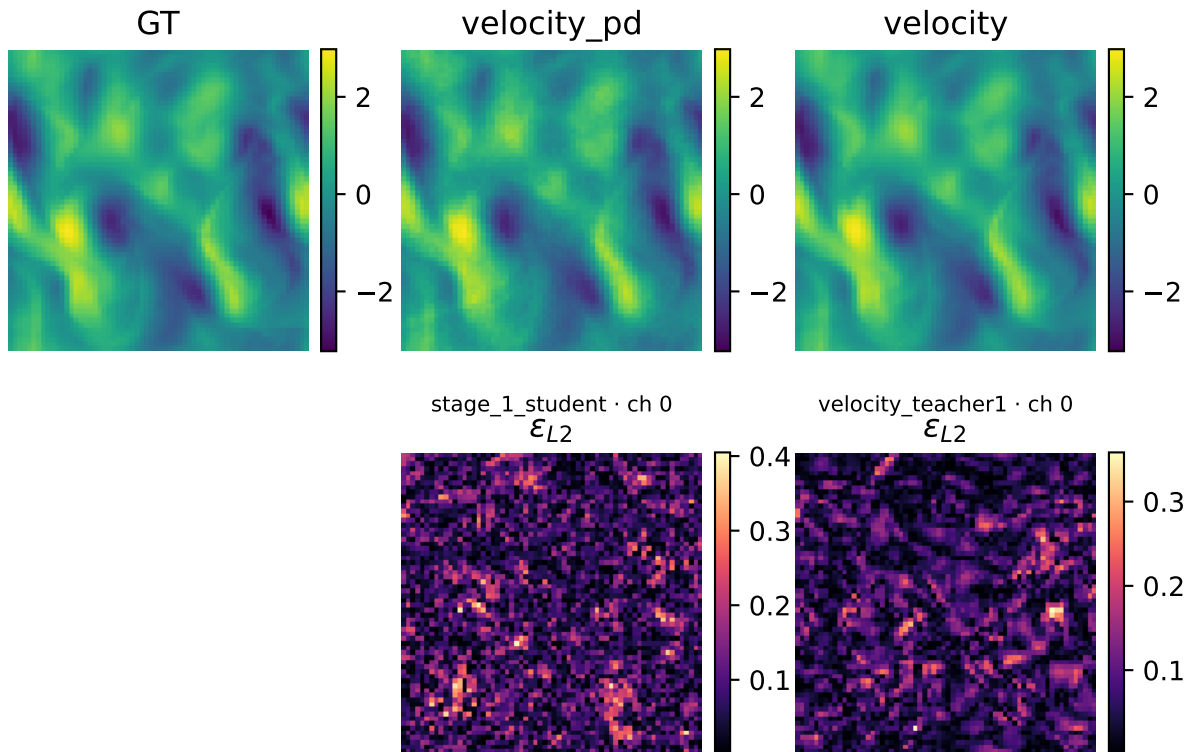 GT
velocity_pd
velocity
2
0
−2
2
0
−2
2
0
−2
stage_1_student · ch 0
εL2
velocity_teacher1 · ch 0
εL2
0.4
0.3
0.2
0.1
0.3
0.2
0.1